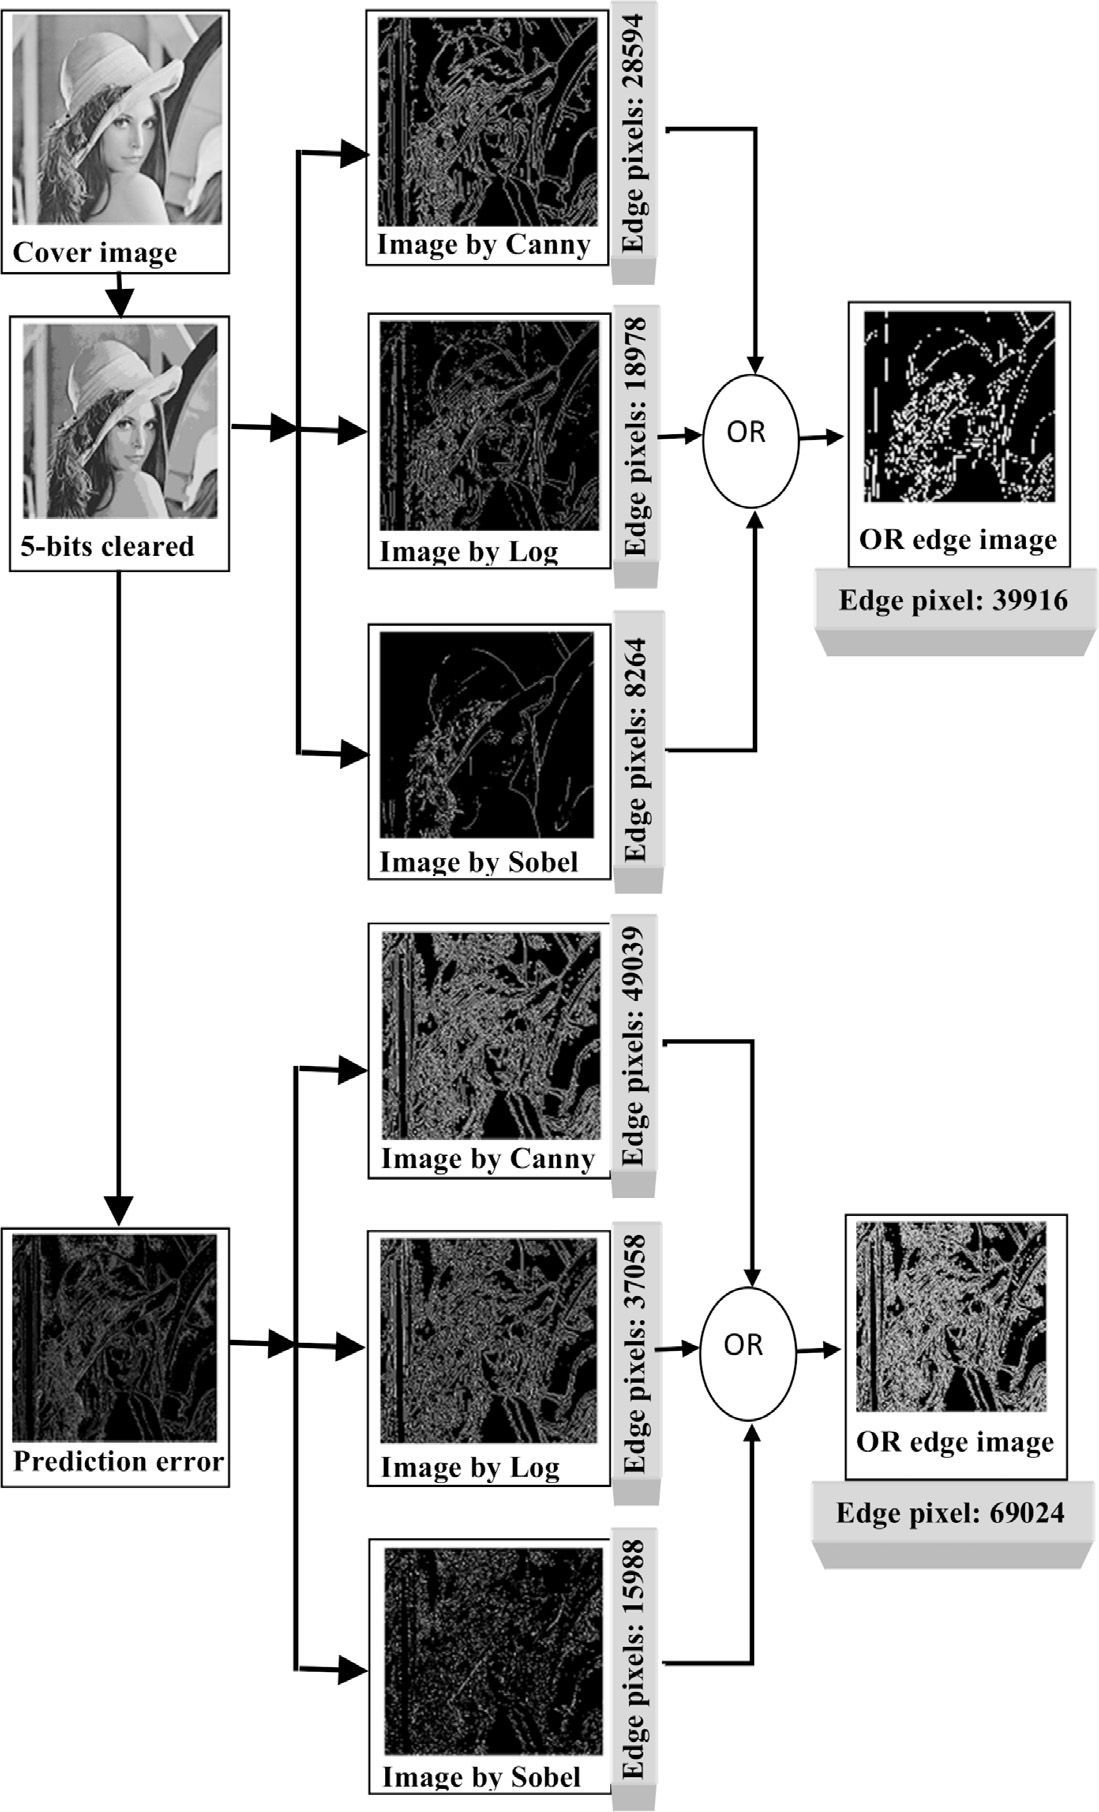 Cover image
5-bits cleared
Image by Canny
Edge pixels: 28594
Image by Log
Edge pixels: 18978
Image by Sobel
Edge pixels: 8264
OR
OR edge image
Edge pixel: 39916
Prediction error
Image by Canny
Edge pixels: 49039
Image by Log
Edge pixels: 37058
Image by Sobel
Edge pixels: 15988
OR
OR edge image
Edge pixel: 69024